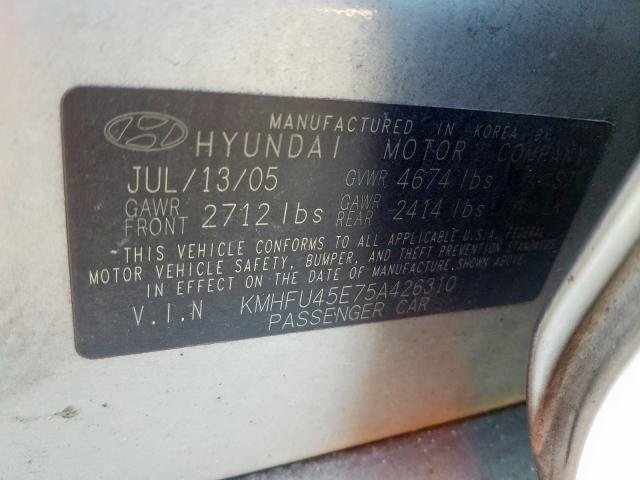 MANUFACTURED IN KOREA BY
HYUNDAI MOTOR COMPANY
JUL/13/05 GVWR 4674 lbs
GAWR FRONT 2712 lbs GAWR REAR 2414 lbs
THIS VEHICLE CONFORMS TO ALL APPLICABLE U.S.A. FEDERAL
MOTOR VEHICLE SAFETY, BUMPER, AND THEFT PREVENTION STANDARDS
IN EFFECT ON THE DATE OF MANUFACTURE SHOWN ABOVE.
V.I.N KMHFU45E75A426310
PASSENGER CAR